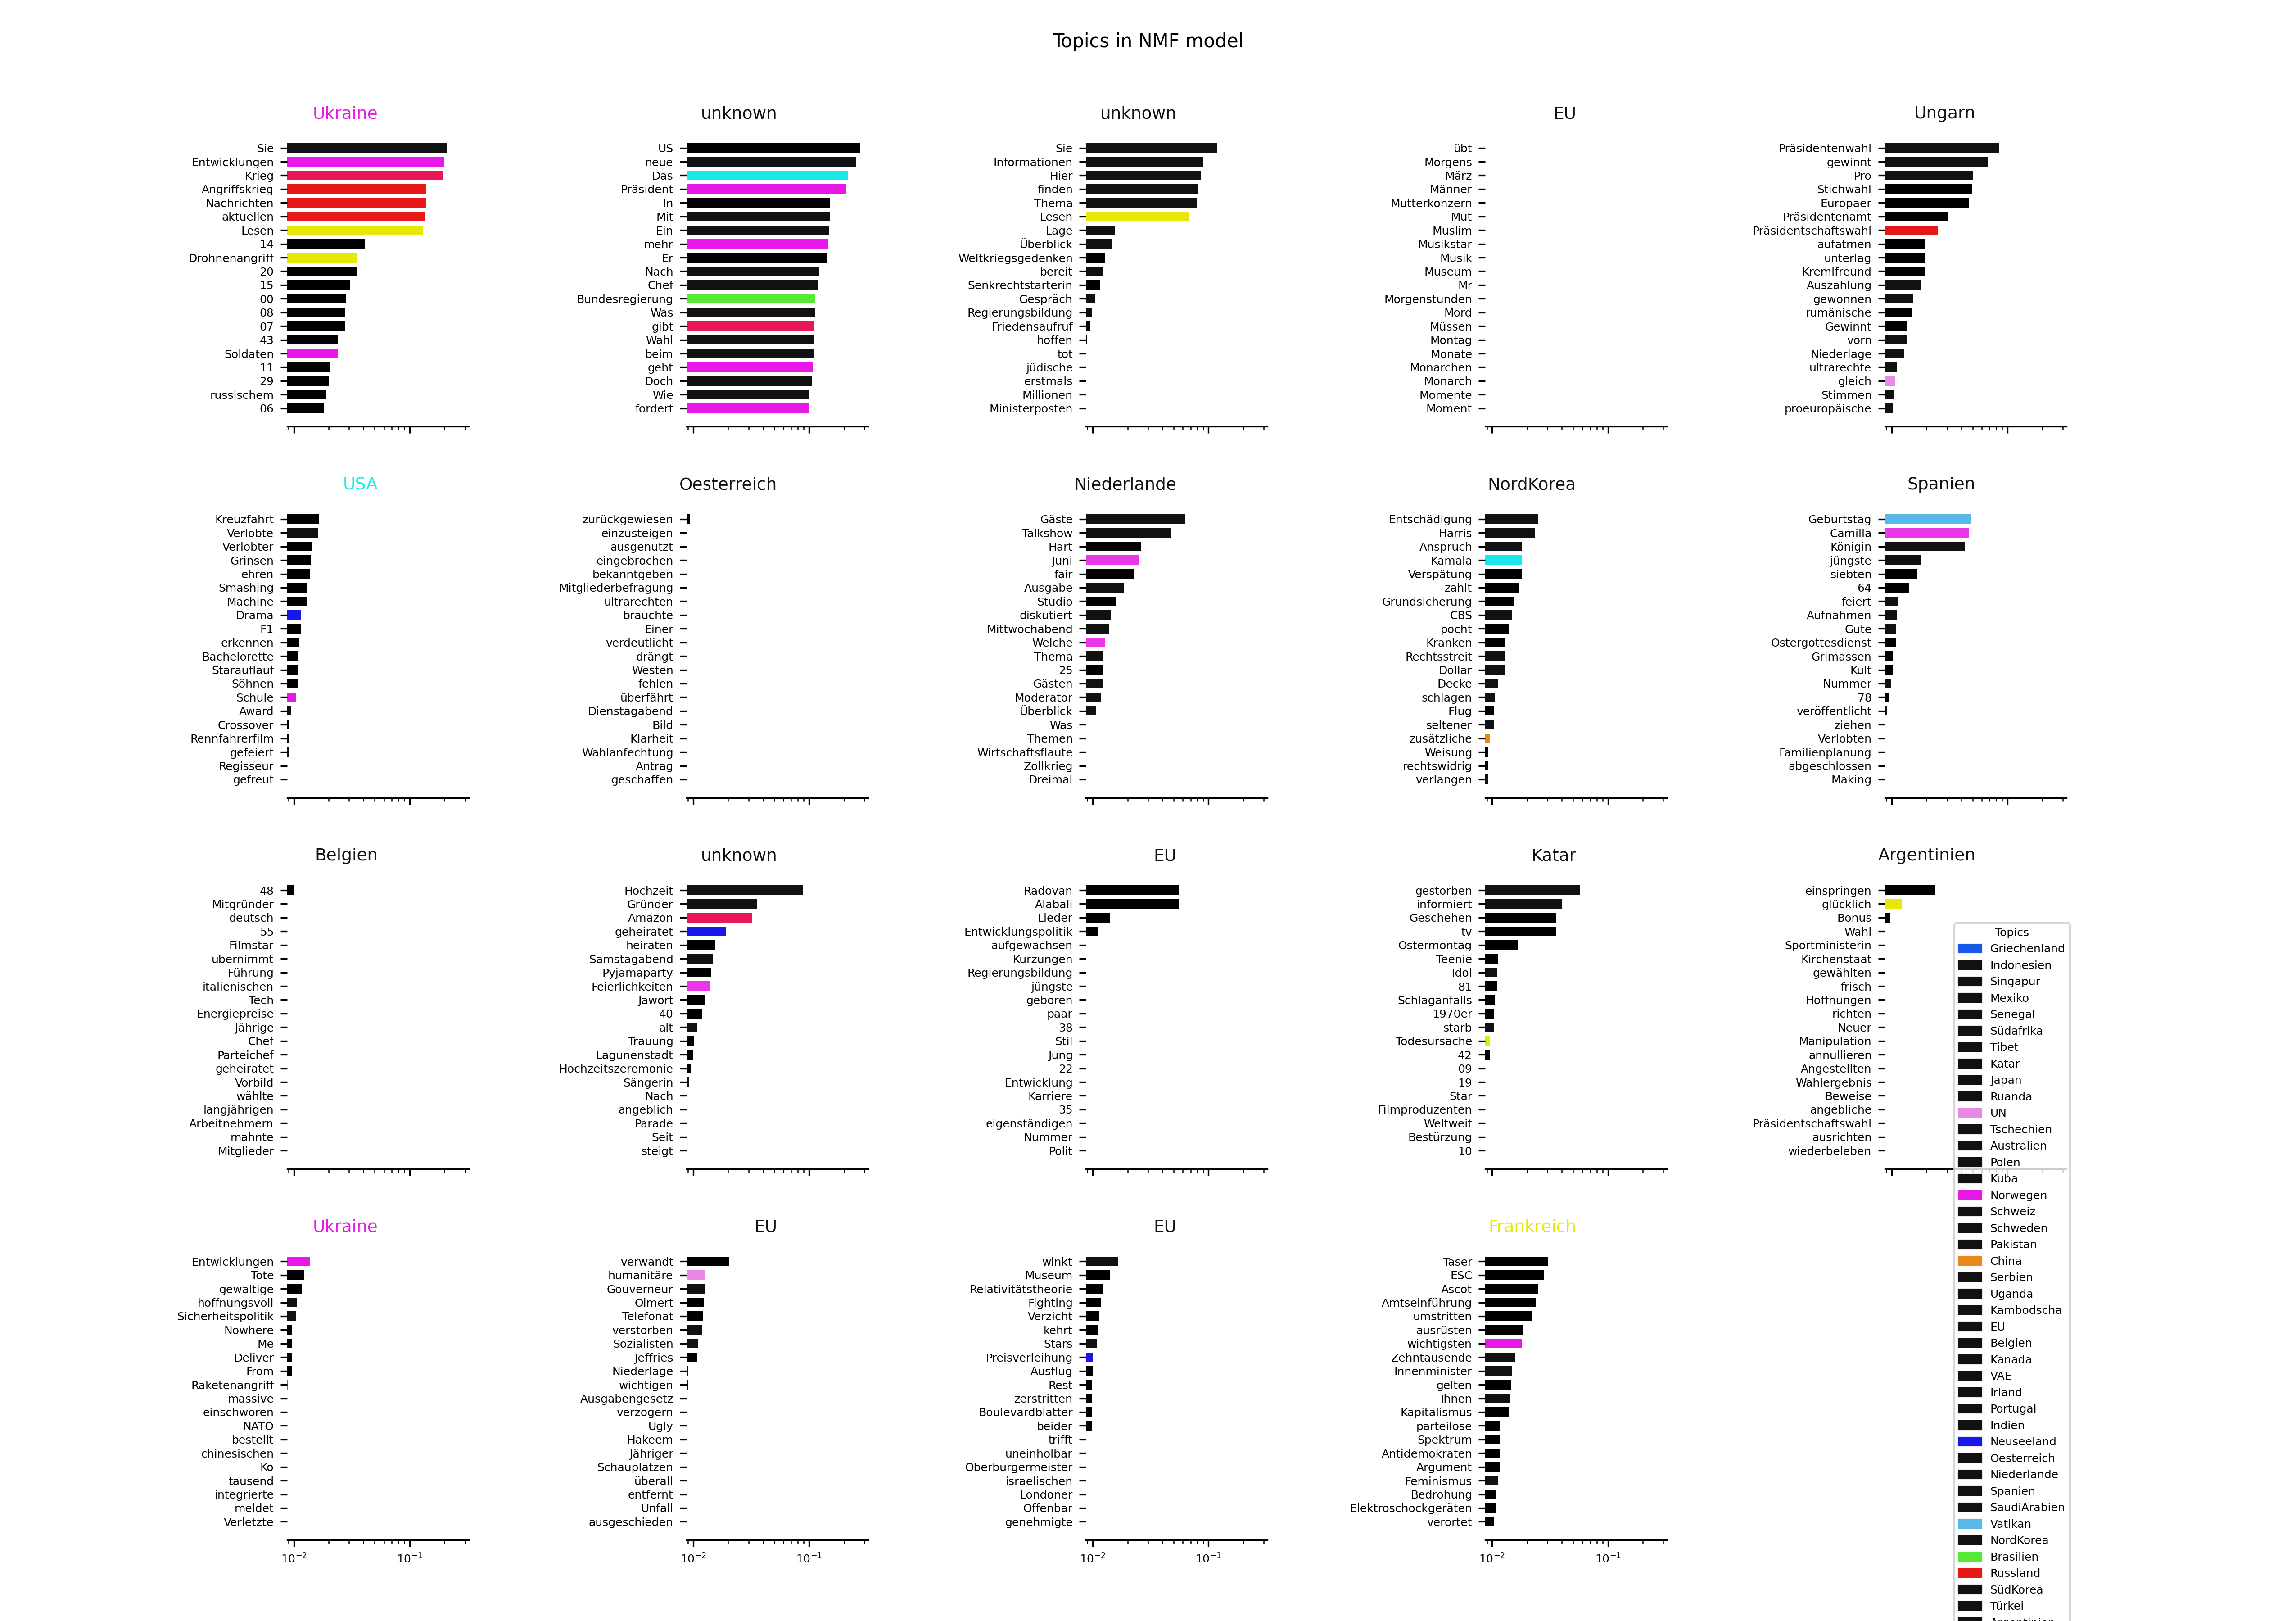 Topics in NMF model
Ukraine
Sie
Entwicklungen
Krieg
Angriffskrieg
Nachrichten
aktuellen
Lesen
14
Drohnenangriff
20
15
00
08
07
43
Soldaten
11
29
russischem
06
unknown
US
neue
Das
Präsident
In
Mit
Ein
mehr
Er
Nach
Chef
Bundesregierung
Was
gibt
Wahl
beim
geht
Doch
Wie
fordert
unknown
Sie
Informationen
Hier
finden
Thema
Lesen
Lage
Überblick
Weltkriegsgedenken
bereit
Senkrechtstarterin
Gespräch
Regierungsbildung
Friedensaufruf
hoffen
tot
jüdische
erstmals
Millionen
Ministerposten
EU
übt
Morgens
März
Männer
Mutterkonzern
Mut
Muslim
Musikstar
Musik
Museum
Mr
Morgenstunden
Mord
Müssen
Montag
Monate
Monarchen
Monarch
Momente
Moment
Ungarn
Präsidentenwahl
gewinnt
Pro
Stichwahl
Europäer
Präsidentenamt
Präsidentschaftswahl
aufatmen
unterlag
Kremlfreund
Auszählung
gewonnen
rumänische
Gewinnt
vorn
Niederlage
ultrarechte
gleich
Stimmen
proeuropäische
USA
Kreuzfahrt
Verlobte
Verlobter
Grinsen
ehren
Smashing
Machine
Drama
F1
erkennen
Bachelorette
Starauflauf
Söhnen
Schule
Award
Crossover
Rennfahrerfilm
gefeiert
Regisseur
gefreut
Oesterreich
zurückgewiesen
einzusteigen
ausgenutzt
eingebrochen
bekanntgeben
Mitgliederbefragung
ultrarechten
bräuchte
Einer
verdeutlicht
drängt
Westen
fehlen
überfährt
Dienstagabend
Bild
Klarheit
Wahlanfechtung
Antrag
geschaffen
Niederlande
Gäste
Talkshow
Hart
Juni
fair
Ausgabe
Studio
diskutiert
Mittwochabend
Welche
Thema
25
Gästen
Moderator
Überblick
Was
Themen
Wirtschaftsflaute
Zollkrieg
Dreimal
NordKorea
Entschädigung
Harris
Anspruch
Kamala
Verspätung
zahlt
Grundsicherung
CBS
pocht
Kranken
Rechtsstreit
Dollar
Decke
schlagen
Flug
seltener
zusätzliche
Weisung
rechtswidrig
verlangen
Spanien
Geburtstag
Camilla
Königin
jüngste
siebten
64
feiert
Aufnahmen
Gute
Ostergottesdienst
Grimassen
Kult
Nummer
78
veröffentlicht
ziehen
Verlobten
Familienplanung
abgeschlossen
Making
Belgien
48
Mitgründer
deutsch
55
Filmstar
übernimmt
Führung
italienischen
Tech
Energiepreise
Jährige
Chef
Parteichef
geheiratet
Vorbild
wählte
langjährigen
Arbeitnehmern
mahnte
Mitglieder
unknown
Hochzeit
Gründer
Amazon
geheiratet
heiraten
Samstagabend
Pyjamaparty
Feierlichkeiten
Jawort
40
alt
Trauung
Lagunenstadt
Hochzeitszeremonie
Sängerin
Nach
angeblich
Parade
Seit
steigt
EU
Radovan
Alabali
Lieder
Entwicklungspolitik
aufgewachsen
Kürzungen
Regierungsbildung
jüngste
geboren
paar
38
Stil
Jung
22
Entwicklung
Karriere
35
eigenständigen
Nummer
Polit
Katar
gestorben
informiert
Geschehen
tv
Ostermontag
Teenie
Idol
81
Schlaganfalls
1970er
starb
Todesursache
42
09
19
Star
Filmproduzenten
Weltweit
Bestürzung
10
Argentinien
einspringen
glücklich
Bonus
Wahl
Sportministerin
Kirchenstaat
gewählten
frisch
Hoffnungen
richten
Neuer
Manipulation
annullieren
Angestellten
Wahlergebnis
Beweise
angebliche
Präsidentschaftswahl
ausrichten
wiederbeleben
Ukraine
Entwicklungen
Tote
gewaltige
hoffnungsvoll
Sicherheitspolitik
Nowhere
Me
Deliver
From
Raketenangriff
massive
einschwören
NATO
bestellt
chinesischen
Ko
tausend
integrierte
meldet
Verletzte
10⁻² 10⁻¹
EU
verwandt
humanitäre
Gouverneur
Olmert
Telefonat
verstorben
Sozialisten
Jeffries
Niederlage
wichtigen
Ausgabengesetz
verzögern
Ugly
Hakeem
Jähriger
Schauplätzen
überall
entfernt
Unfall
ausgeschieden
10⁻² 10⁻¹
EU
winkt
Museum
Relativitätstheorie
Fighting
Verzicht
kehrt
Stars
Preisverleihung
Ausflug
Rest
zerstritten
Boulevardblätter
beider
trifft
uneinholbar
Oberbürgermeister
israelischen
Londoner
Offenbar
genehmigte
10⁻² 10⁻¹
Frankreich
Taser
ESC
Ascot
Amtseinführung
umstritten
ausrüsten
wichtigsten
Zehntausende
Innenminister
gelten
Ihnen
Kapitalismus
parteilose
Spektrum
Antidemokraten
Argument
Feminismus
Bedrohung
Elektroschockgeräten
verortet
10⁻² 10⁻¹
Topics
Griechenland
Indonesien
Singapur
Mexiko
Senegal
Südafrika
Tibet
Katar
Japan
Ruanda
UN
Tschechien
Australien
Polen
Kuba
Norwegen
Schweiz
Schweden
Pakistan
China
Serbien
Uganda
Kambodscha
EU
Belgien
Kanada
VAE
Irland
Portugal
Indien
Neuseeland
Oesterreich
Niederlande
Spanien
SaudiArabien
Vatikan
NordKorea
Brasilien
Russland
SüdKorea
Türkei